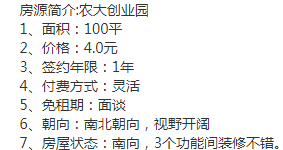 房源简介:农大创业园
1、面积：100平
2、价格：4.0元
3、签约年限：1年
4、付费方式：灵活
5、免租期：面谈
6、朝向：南北朝向，视野开阔
7、房屋状态：南向，3个功能间装修不错。